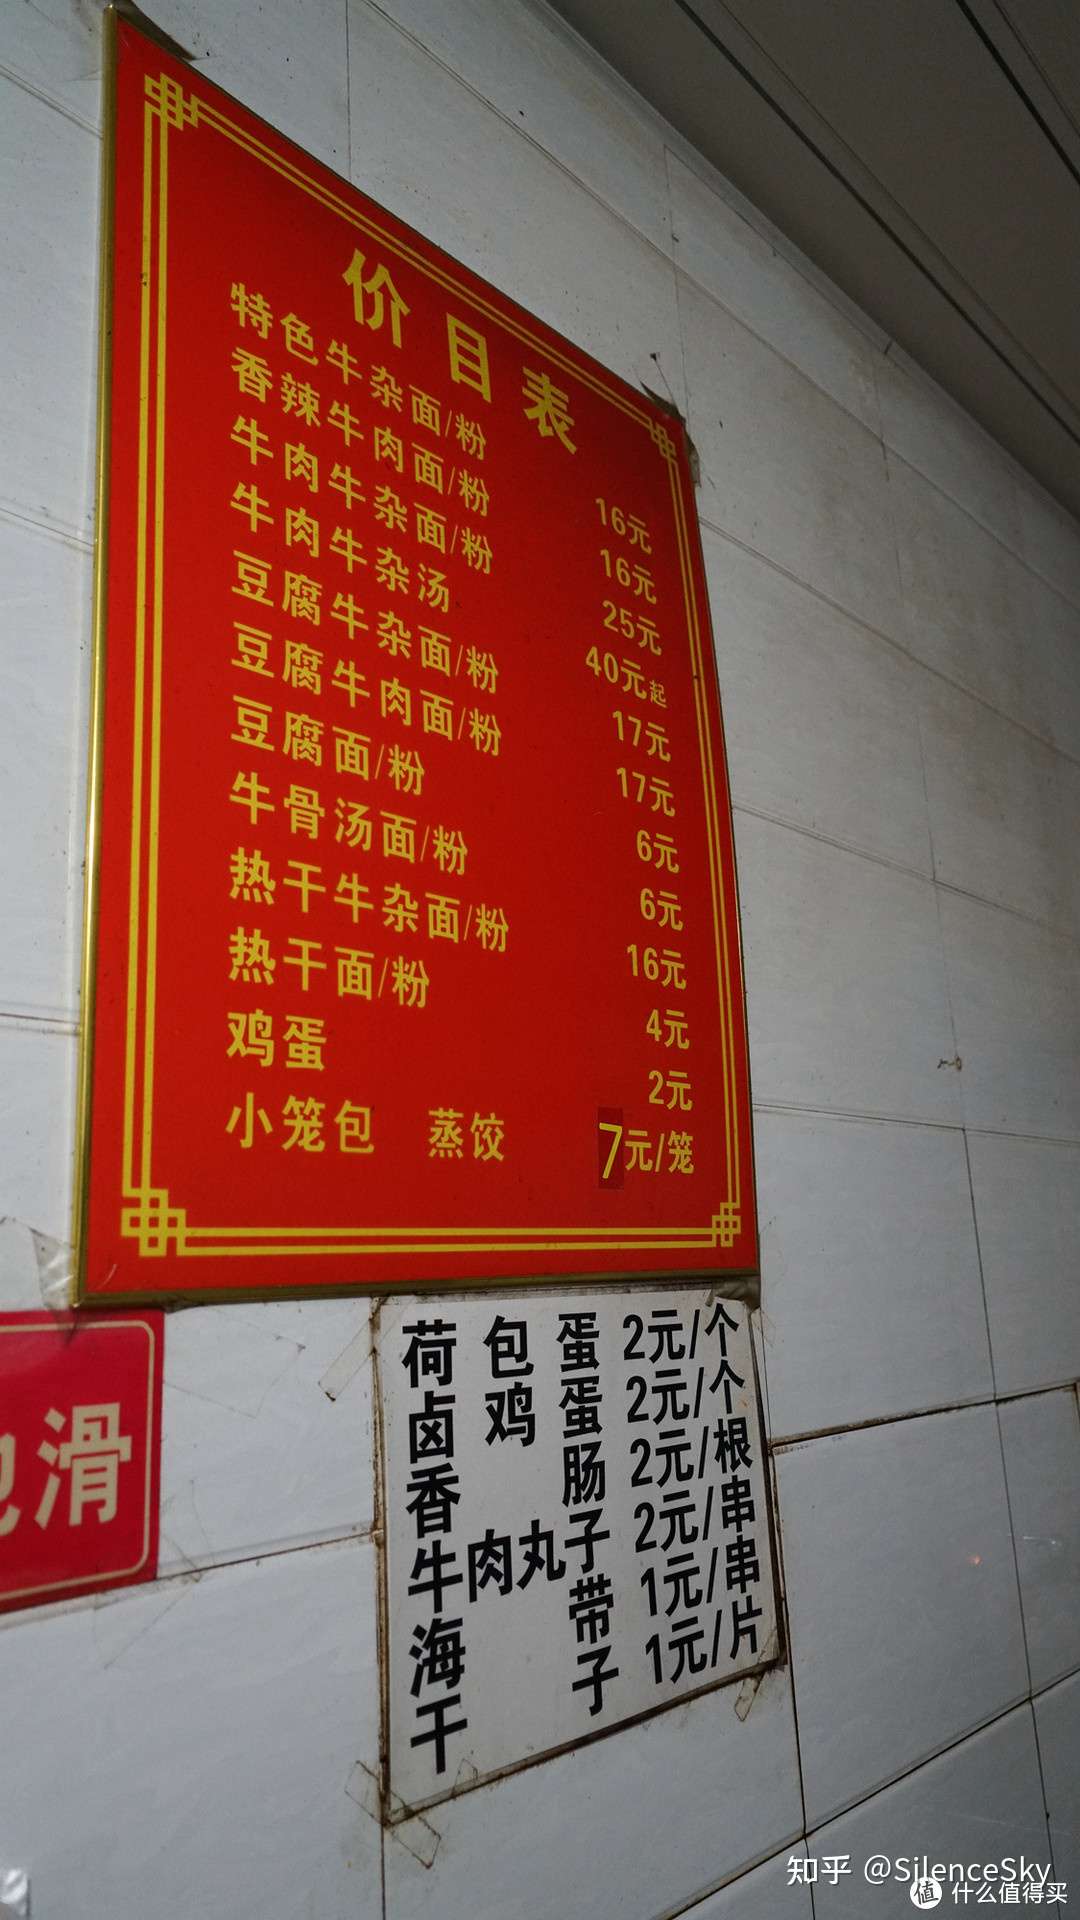 价目表
特色牛杂面/粉 16元
香辣牛肉面/粉 16元
牛肉牛杂面/粉 25元
牛肉牛杂汤 40元起
豆腐牛杂面/粉 17元
豆腐牛肉面/粉 17元
豆腐面/粉 6元
牛骨汤面/粉 6元
热干牛杂面/粉 16元
热干面/粉 4元
鸡蛋 2元
小笼包 蒸饺 7元/笼
荷包蛋 2元/个
卤鸡蛋 2元/个
香肠 2元/根
牛肉丸子 2元/串
海带 1元/串
干子 1元/片
滑
知乎 @SilenceSky
值 什么值得买